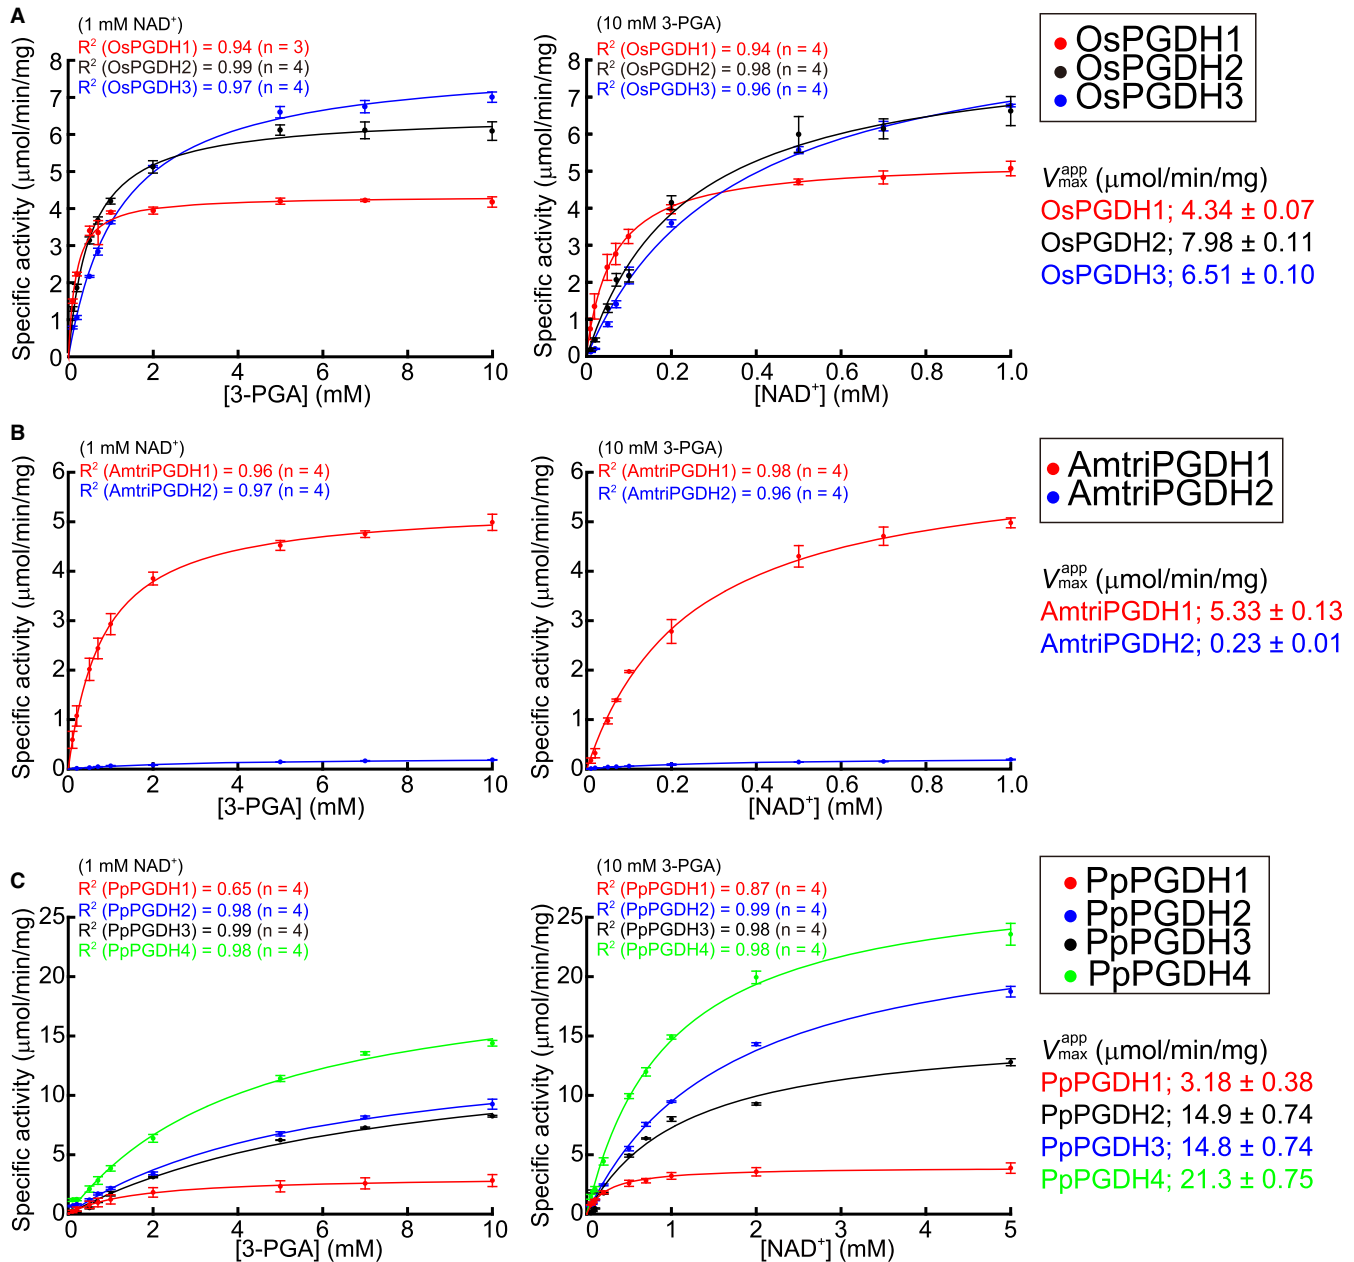 A
(1 mM NAD⁺)
R² (OsPGDH1) = 0.94 (n = 3)
R² (OsPGDH2) = 0.99 (n = 4)
R² (OsPGDH3) = 0.97 (n = 4)
Specific activity (μmol/min/mg)
8
7
6
5
4
3
2
1
0
0 2 4 6 8 10
[3-PGA] (mM)
(10 mM 3-PGA)
R² (OsPGDH1) = 0.94 (n = 4)
R² (OsPGDH2) = 0.98 (n = 4)
R² (OsPGDH3) = 0.96 (n = 4)
Specific activity (μmol/min/mg)
8
7
6
5
4
3
2
1
0
0 0.2 0.4 0.6 0.8 1.0
[NAD⁺] (mM)
OsPGDH1
OsPGDH2
OsPGDH3
V app max (μmol/min/mg)
OsPGDH1; 4.34 ± 0.07
OsPGDH2; 7.98 ± 0.11
OsPGDH3; 6.51 ± 0.10
B
(1 mM NAD⁺)
R² (AmtriPGDH1) = 0.96 (n = 4)
R² (AmtriPGDH2) = 0.97 (n = 4)
Specific activity (μmol/min/mg)
6
5
4
3
2
1
0
0 2 4 6 8 10
[3-PGA] (mM)
(10 mM 3-PGA)
R² (AmtriPGDH1) = 0.98 (n = 4)
R² (AmtriPGDH2) = 0.96 (n = 4)
Specific activity (μmol/min/mg)
6
5
4
3
2
1
0
0 0.2 0.4 0.6 0.8 1.0
[NAD⁺] (mM)
AmtriPGDH1
AmtriPGDH2
V app max (μmol/min/mg)
AmtriPGDH1; 5.33 ± 0.13
AmtriPGDH2; 0.23 ± 0.01
C
(1 mM NAD⁺)
R² (PpPGDH1) = 0.65 (n = 4)
R² (PpPGDH2) = 0.98 (n = 4)
R² (PpPGDH3) = 0.99 (n = 4)
R² (PpPGDH4) = 0.98 (n = 4)
Specific activity (μmol/min/mg)
25
20
15
10
5
0
0 2 4 6 8 10
[3-PGA] (mM)
(10 mM 3-PGA)
R² (PpPGDH1) = 0.87 (n = 4)
R² (PpPGDH2) = 0.99 (n = 4)
R² (PpPGDH3) = 0.98 (n = 4)
R² (PpPGDH4) = 0.98 (n = 4)
Specific activity (μmol/min/mg)
25
20
15
10
5
0
0 1 2 3 4 5
[NAD⁺] (mM)
PpPGDH1
PpPGDH2
PpPGDH3
PpPGDH4
V app max (μmol/min/mg)
PpPGDH1; 3.18 ± 0.38
PpPGDH2; 14.9 ± 0.74
PpPGDH3; 14.8 ± 0.74
PpPGDH4; 21.3 ± 0.75